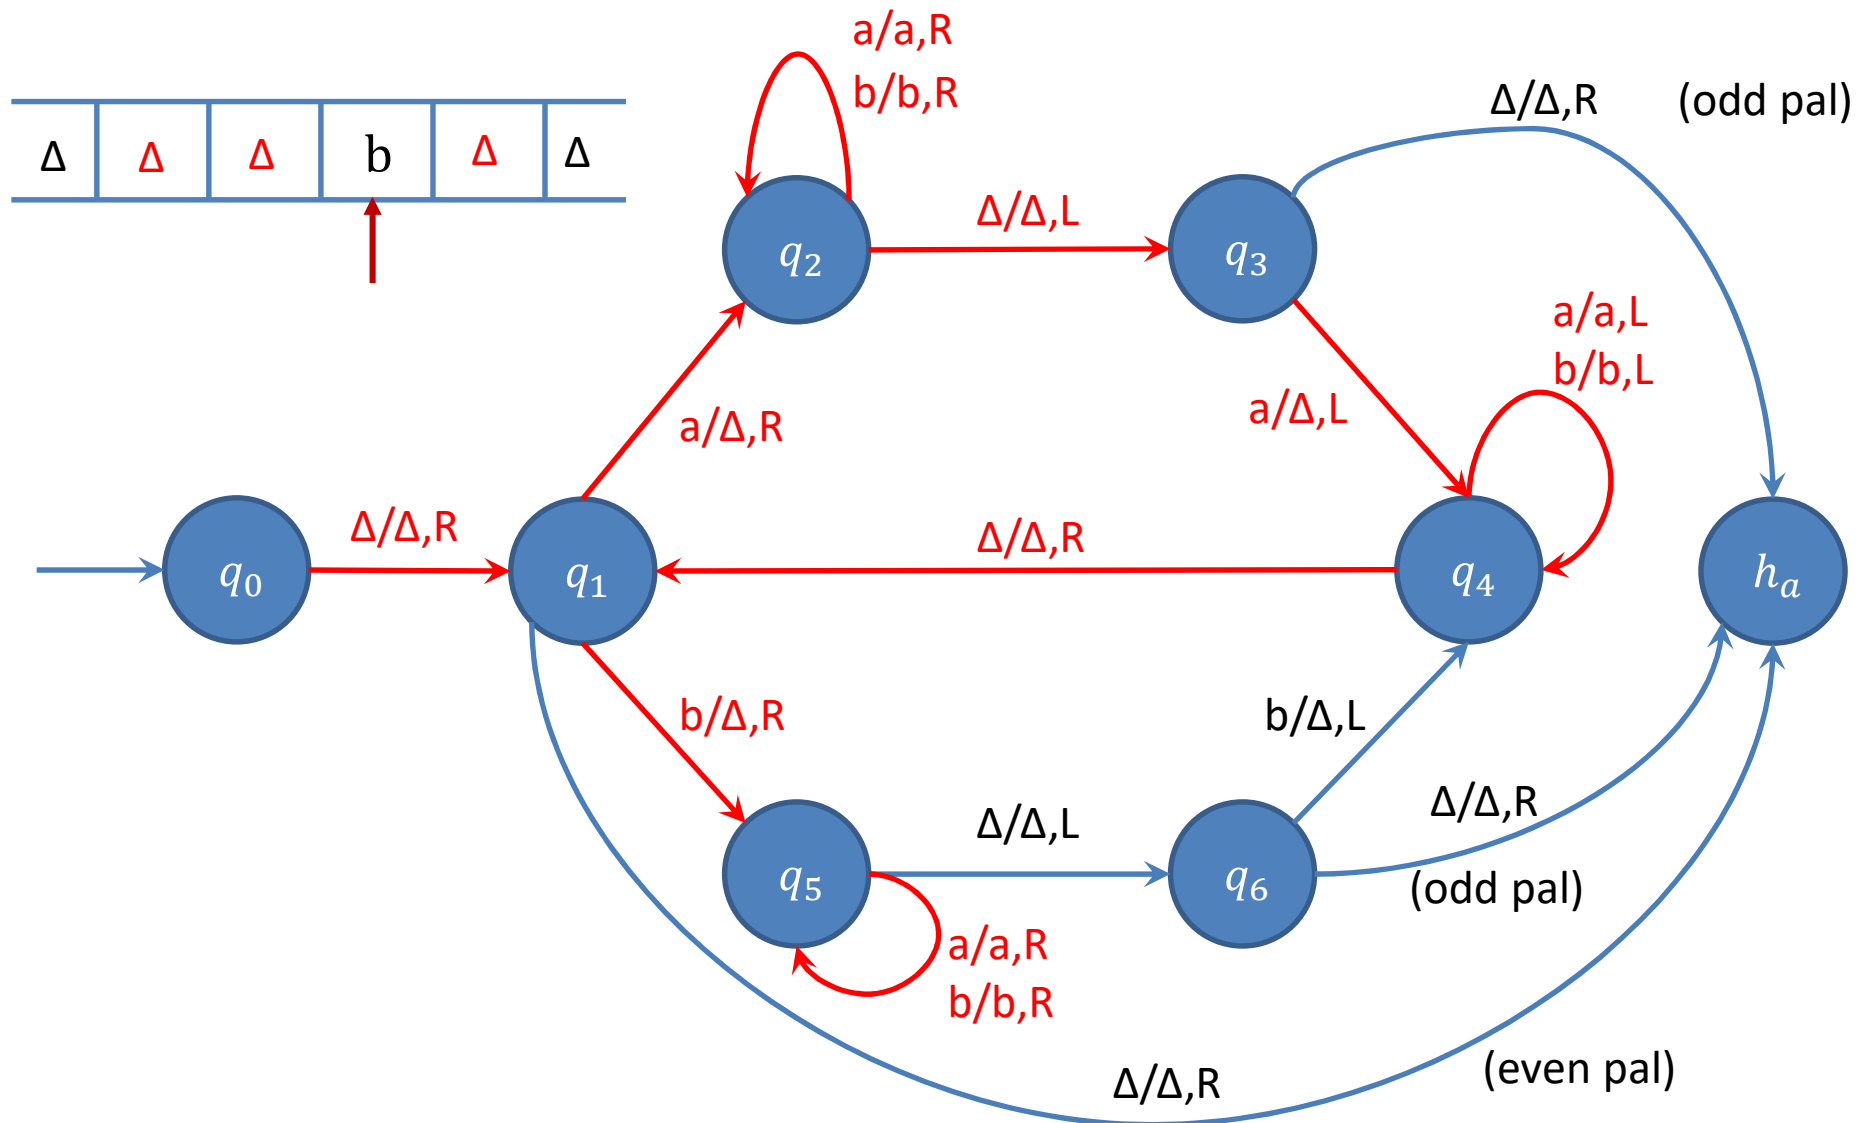 a/a,R
b/b,R
Δ/Δ,R (odd pal)
Δ Δ Δ b Δ Δ
Δ/Δ,L
q₂
q₃
a/a,L
b/b,L
a/Δ,R
a/Δ,L
Δ/Δ,R
Δ/Δ,R
q₀
q₁
q₄
hₐ
b/Δ,R
b/Δ,L
Δ/Δ,L
Δ/Δ,R
q₅
q₆
(odd pal)
a/a,R
b/b,R
(even pal)
Δ/Δ,R